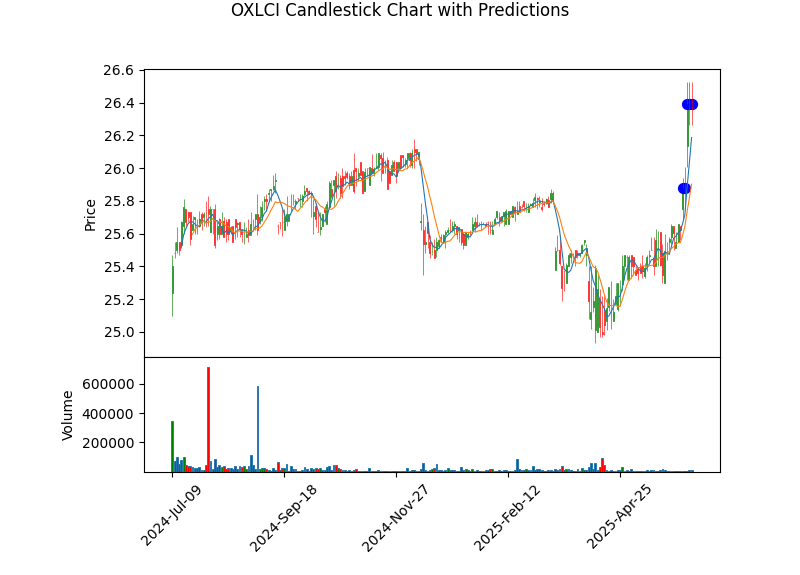 OXLCI Candlestick Chart with Predictions
26.6
26.4
26.2
26.0
25.8
25.6
25.4
25.2
25.0
Price
600000
400000
200000
Volume
2024-Jul-09
2024-Sep-18
2024-Nov-27
2025-Feb-12
2025-Apr-25